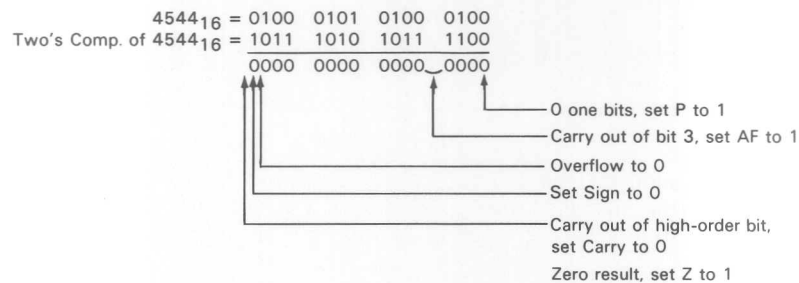 4544₁₆ = 0100 0101 0100 0100
Two's Comp. of 4544₁₆ = 1011 1010 1011 1100
0000 0000 0000 0000
0 one bits, set P to 1
Carry out of bit 3, set AF to 1
Overflow to 0
Set Sign to 0
Carry out of high-order bit,
set Carry to 0
Zero result, set Z to 1